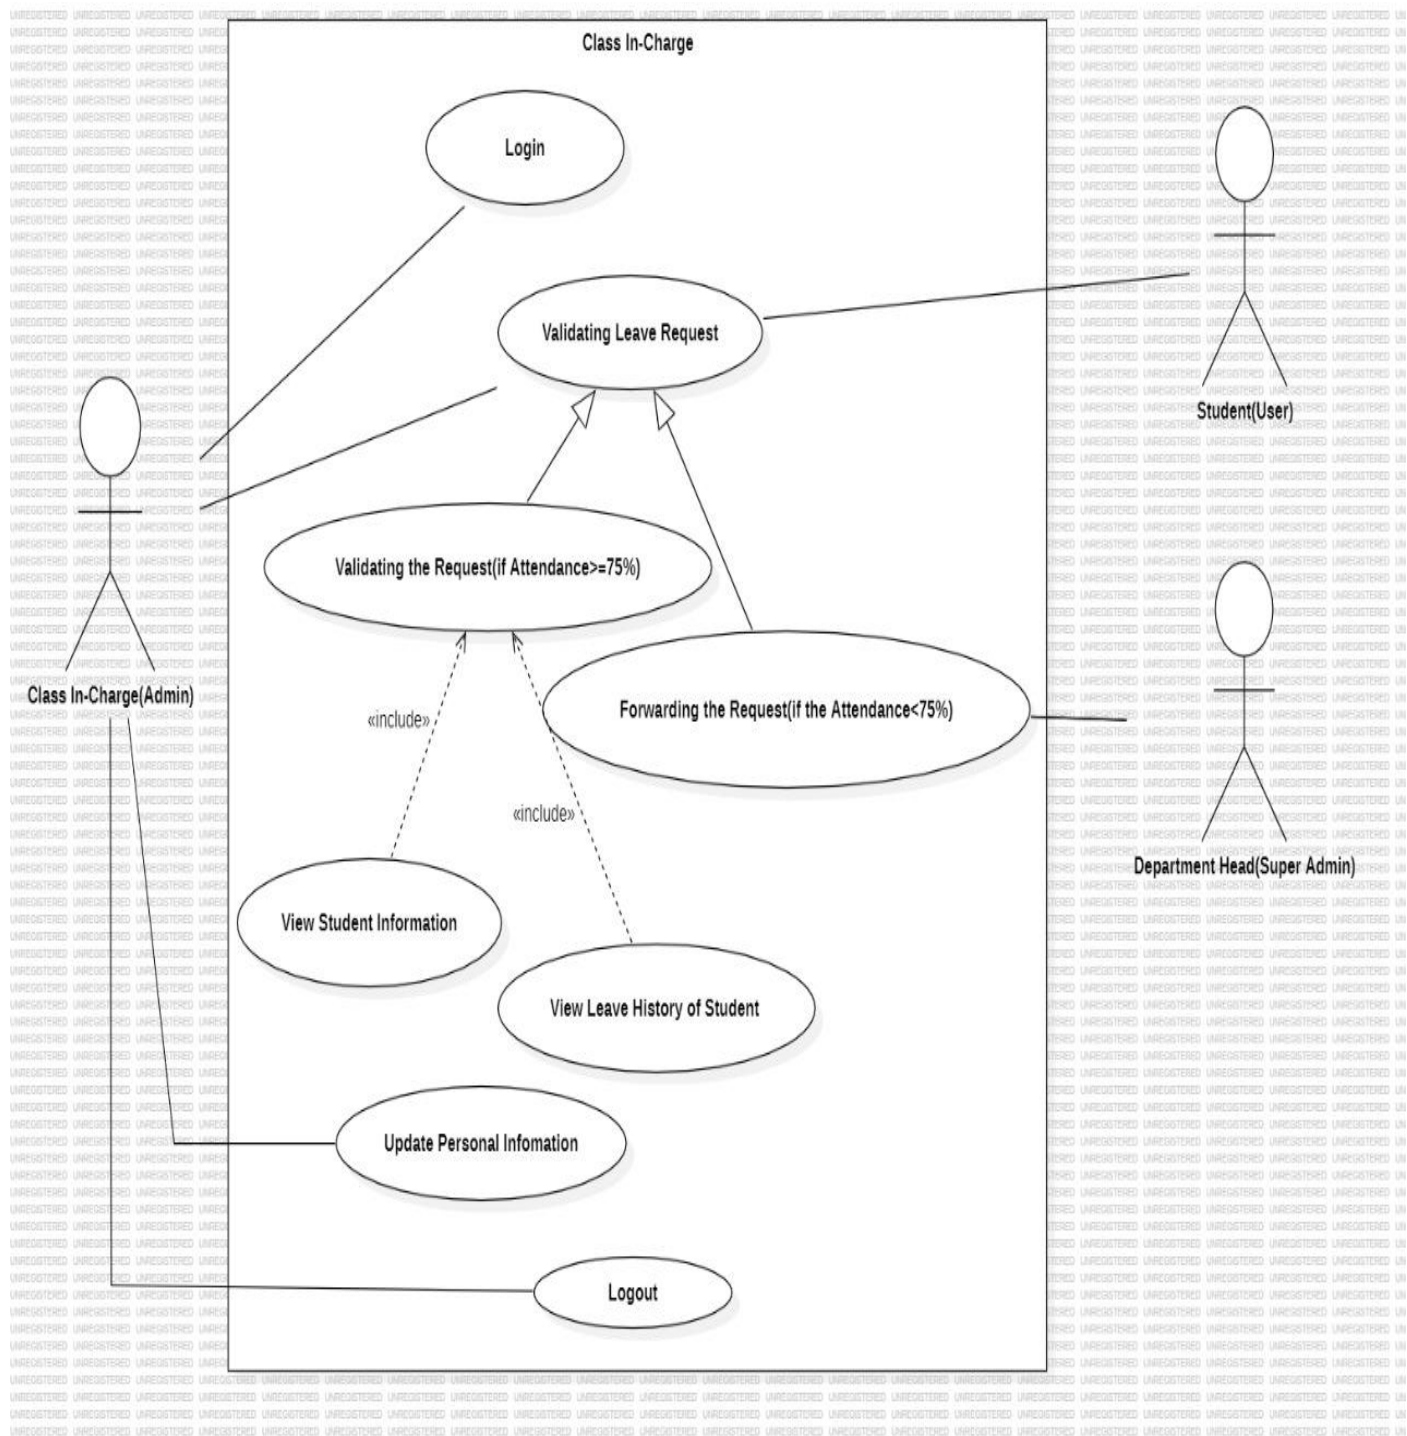 Class In-Charge
Login
Validating Leave Request
Student(User)
Validating the Request(if Attendance>=75%)
Class In-Charge(Admin)
«include»
Forwarding the Request(if the Attendance<75%)
«include»
Department Head(Super Admin)
View Student Information
View Leave History of Student
Update Personal Infomation
Logout
UNREGISTERED